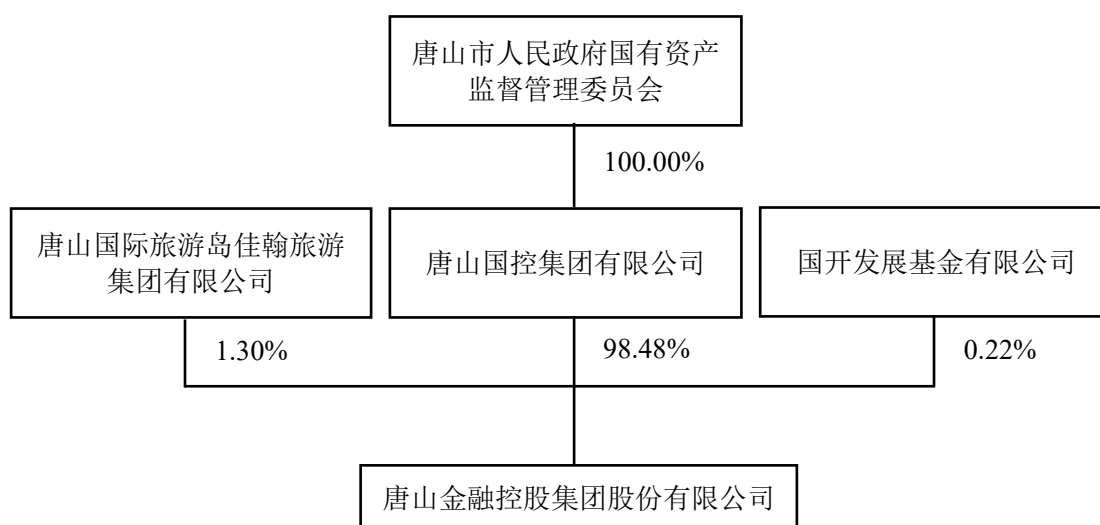 唐山市人民政府国有资产
监督管理委员会
100.00%
唐山国际旅游岛佳翰旅游
集团有限公司
唐山国控集团有限公司
国开发展基金有限公司
1.30%
98.48%
0.22%
唐山金融控股集团股份有限公司